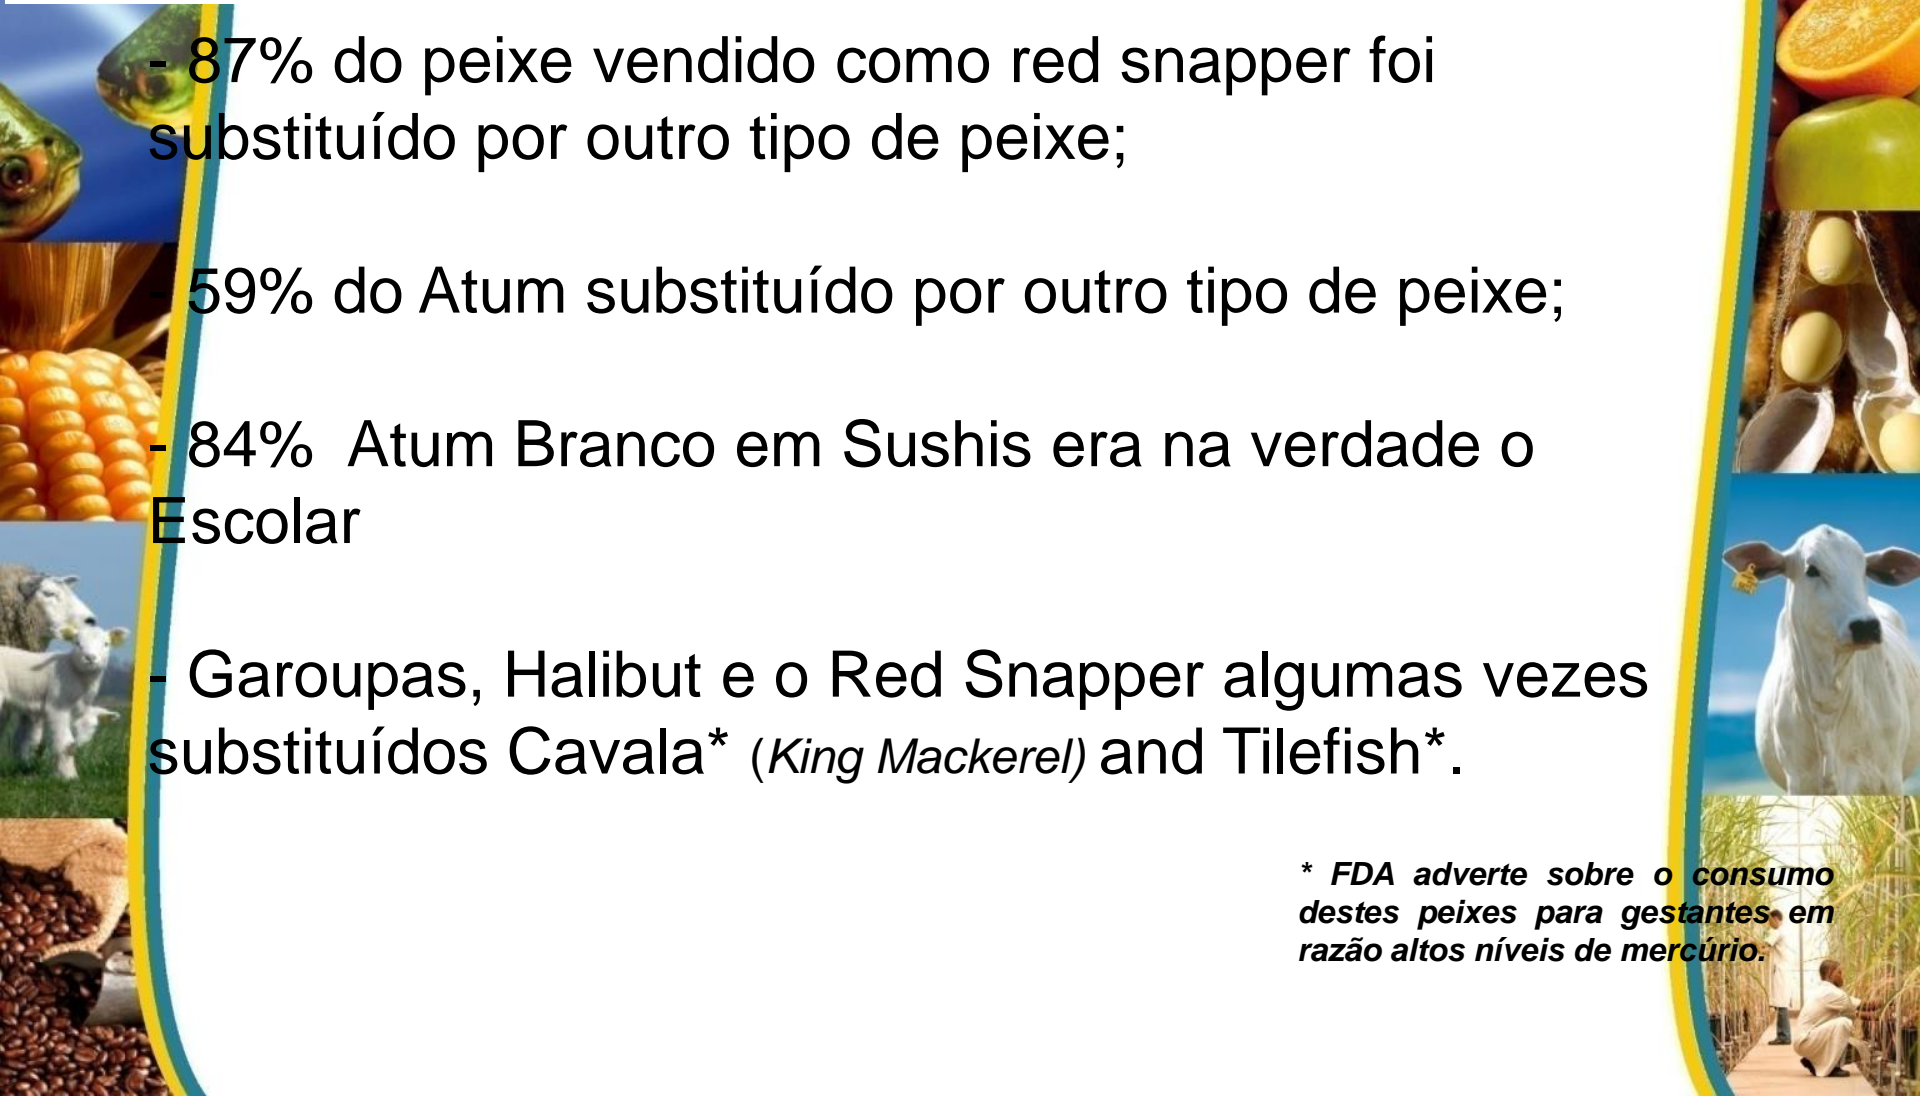 - 87% do peixe vendido como red snapper foi
substituído por outro tipo de peixe;
- 59% do Atum substituído por outro tipo de peixe;
- 84%  Atum Branco em Sushis era na verdade o
Escolar
- Garoupas, Halibut e o Red Snapper algumas vezes
substituídos Cavala* (King Mackerel) and Tilefish*.
* FDA adverte sobre o consumo
destes peixes para gestantes em
razão altos níveis de mercúrio.